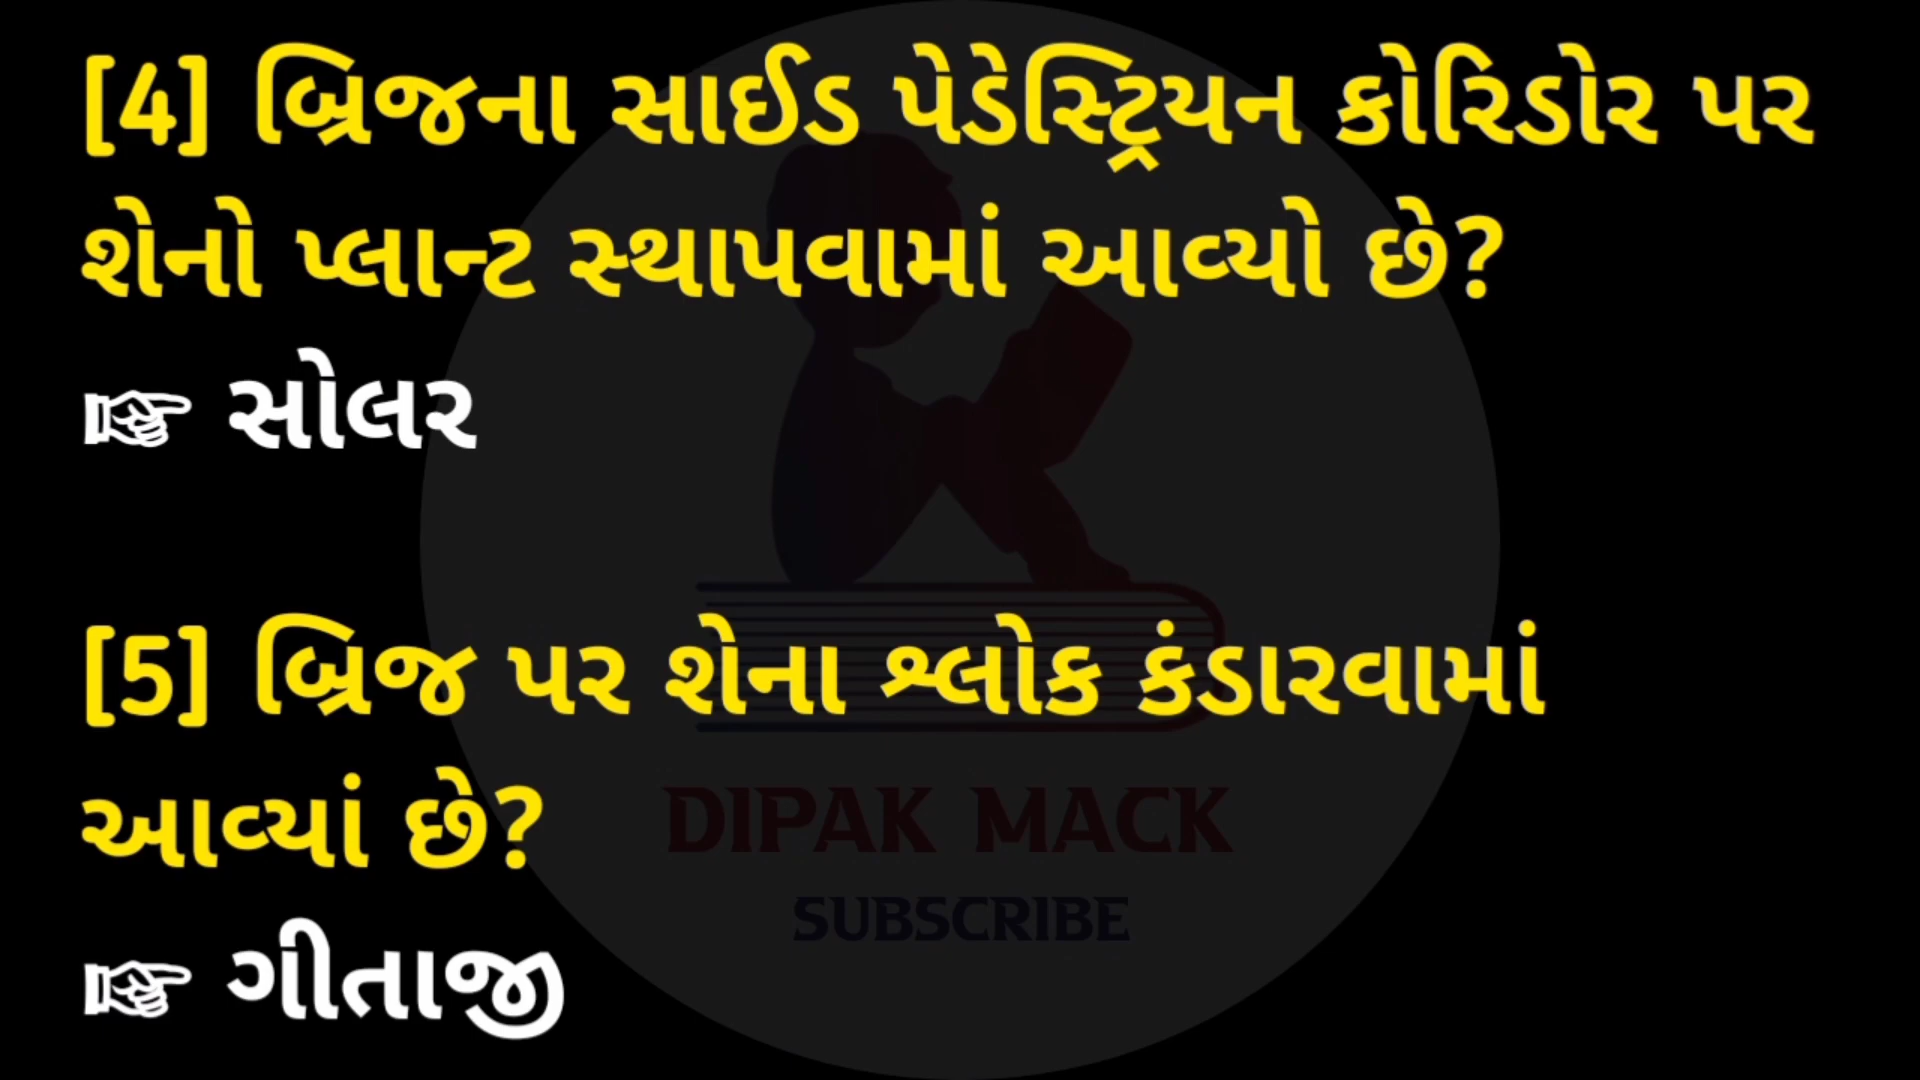 [4] બ્રિજના સાઈડ પેડેસ્ટ્રિયન કોરિડોર પર
શેનો પ્લાન્ટ સ્થાપવામાં આવ્યો છે?
☞ સોલર
[5] બ્રિજ પર શેના શ્લોક કંડારવામાં
આવ્યાં છે?
☞ ગીતાજી
DIPAK MACK
SUBSCRIBE